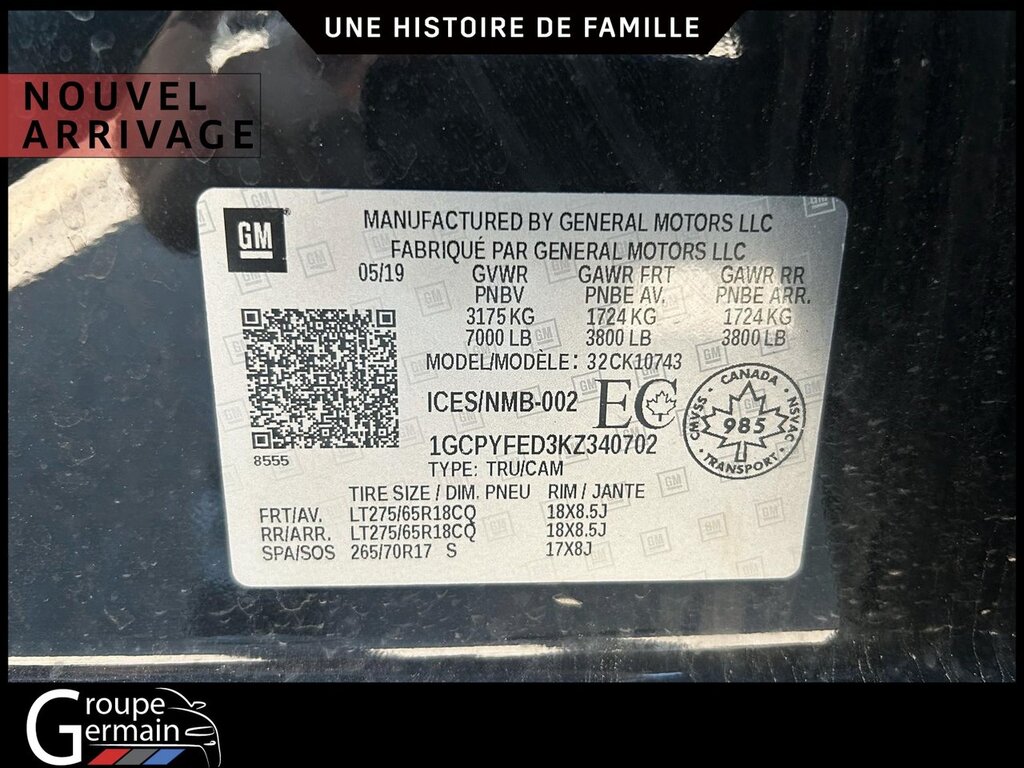 UNE HISTOIRE DE FAMILLE
NOUVEL
ARRIVAGE
GM
MANUFACTURED BY GENERAL MOTORS LLC
FABRIQUÉ PAR GENERAL MOTORS LLC
05/19 GVWR GAWR FRT GAWR RR
PNBV PNBE AV. PNBE ARR.
3175 KG 1724 KG 1724 KG
7000 LB 3800 LB 3800 LB
MODEL/MODÈLE: 32CK10743
ICES/NMB-002 EC
CANADA
CMVSS 985 NSVAC
TRANSPORT
8555
1GCPYFED3KZ340702
TYPE: TRU/CAM
TIRE SIZE / DIM. PNEU RIM / JANTE
FRT/AV. LT275/65R18CQ 18X8.5J
RR/ARR. LT275/65R18CQ 18X8.5J
SPA/SOS 265/70R17 S 17X8J
Groupe
Germain